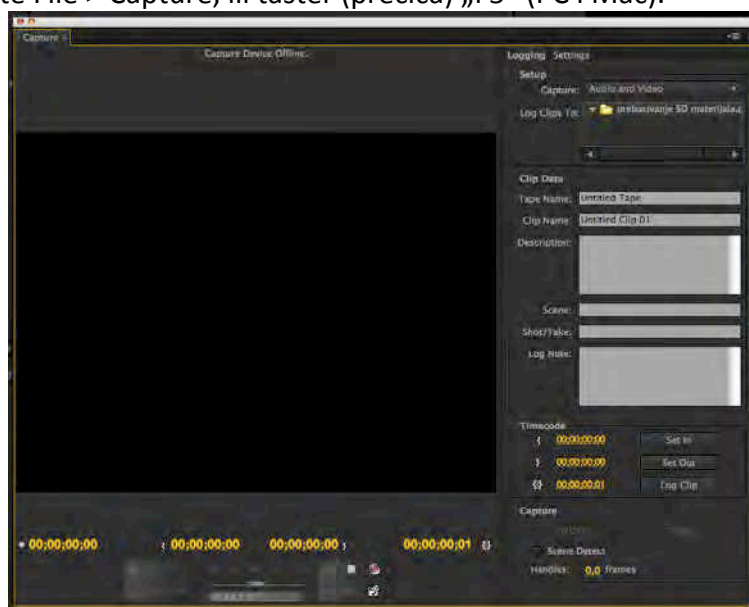 File > Capture, ili taster (prečica) „F5“ (PC i Mac).
Capture
Capture Device Offline.
Logging Settings
Setup
Capture: Audio and Video
Log Clips To: prebacivanje SD materijala.p
Clip Data
Tape Name: Untitled Tape
Clip Name: Untitled Clip 01
Description:
Scene:
Shot/Take:
Log Note:
Timecode
{ 00;00;00;00 Set In
} 00;00;00;00 Set Out
{} 00;00;00;01 Log Clip
Capture
Scene Detect
Handles: 0,0 frames
00;00;00;00 { 00;00;00;00 00;00;00;00 } 00;00;00;01 {}